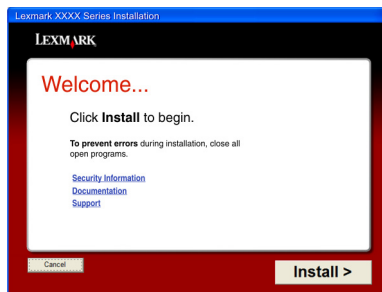 Lexmark XXXX Series Installation
LEXMARK
Welcome...
Click Install to begin.
To prevent errors during installation, close all
open programs.
Security Information
Documentation
Support
Cancel
Install >